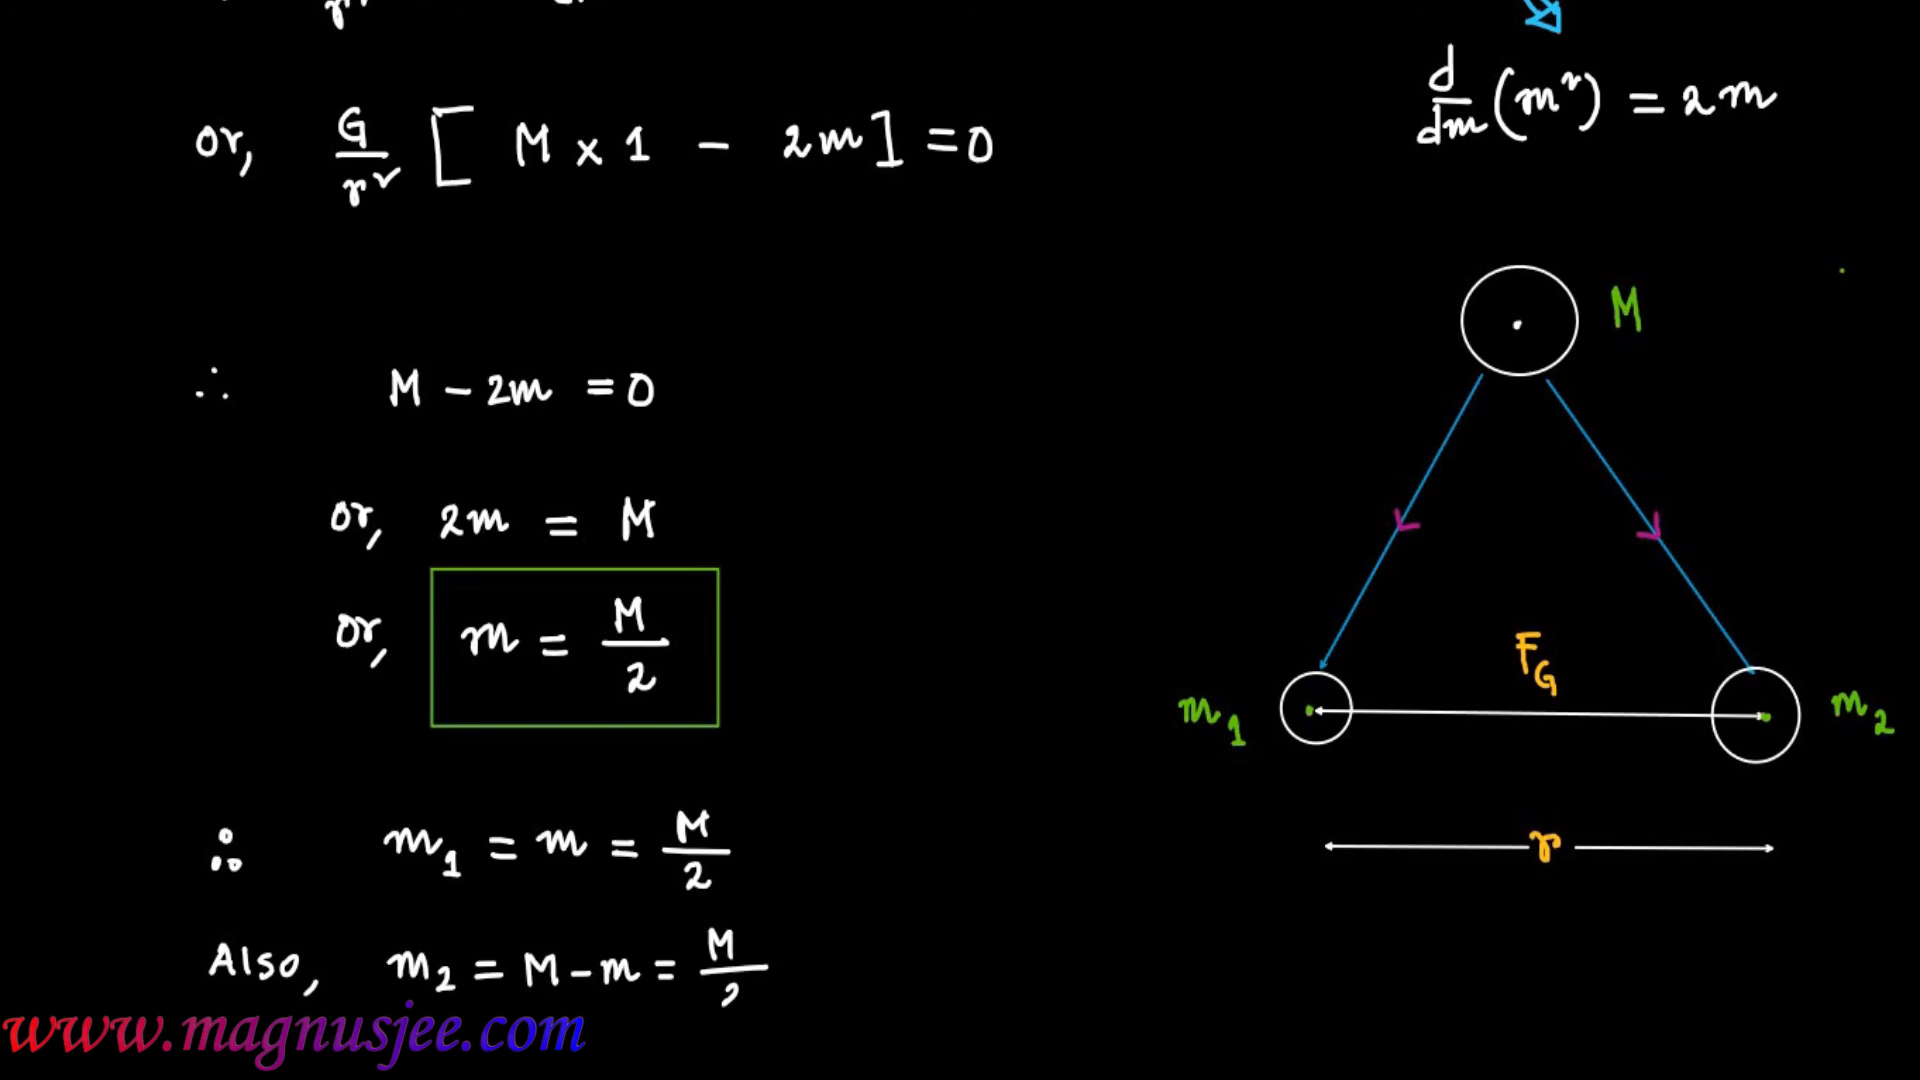 or, G/r² [ M × 1 - 2m ] = 0
d/dm (m²) = 2m
∴ M - 2m = 0
or, 2m = M
or, m = M/2
∴ m₁ = m = M/2
Also, m₂ = M - m = M/2
M
F_G
m₁
m₂
r
www.magnusjee.com